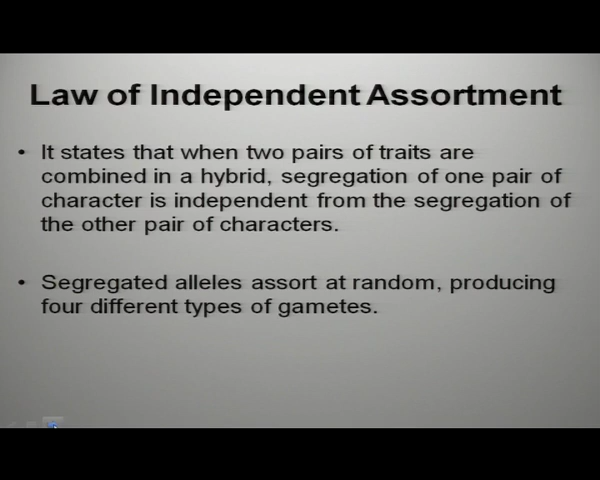 Law of Independent Assortment
• It states that when two pairs of traits are
combined in a hybrid, segregation of one pair of
character is independent from the segregation of
the other pair of characters.
• Segregated alleles assort at random, producing
four different types of gametes.